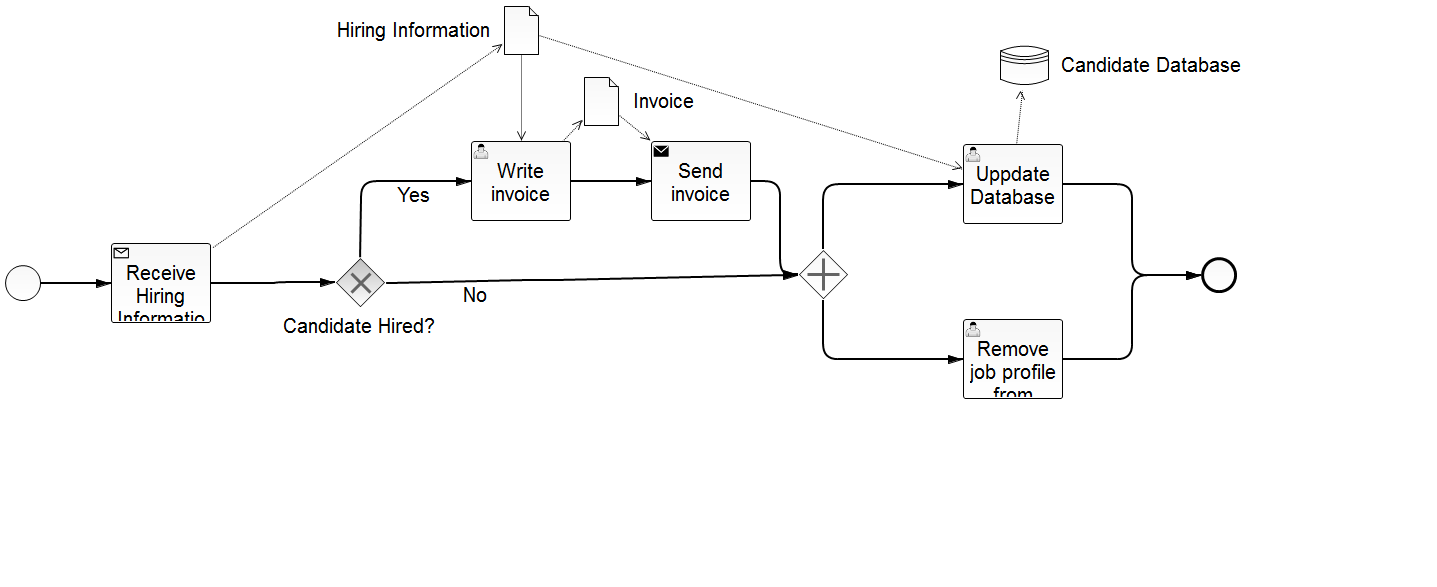 Hiring Information
Candidate Database
Invoice
Write
invoice
Send
invoice
Uppdate
Database
Yes
Receive
Hiring
Informatio
No
Candidate Hired?
Remove
job profile
from